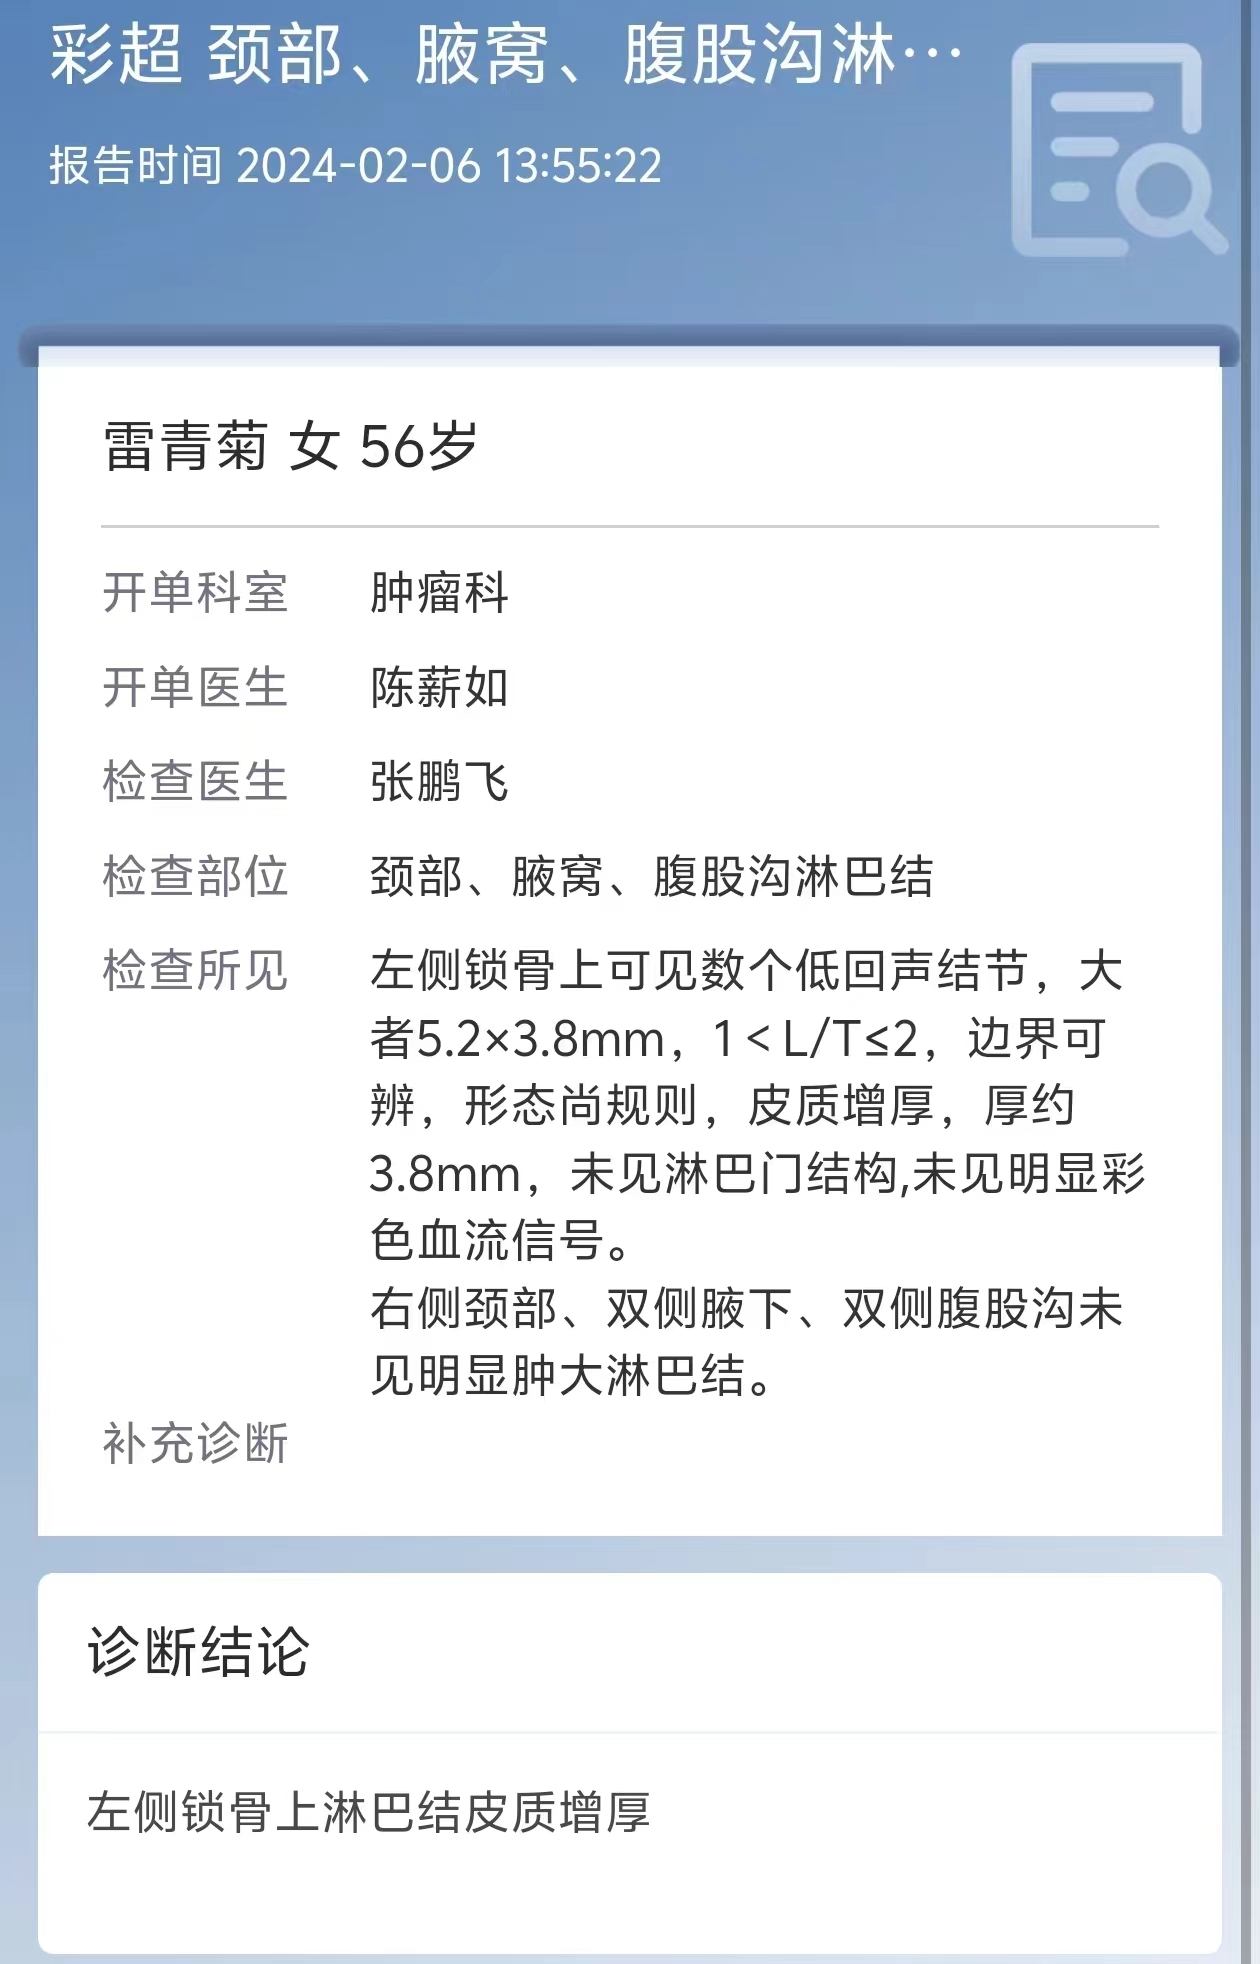 彩超 颈部、腋窝、腹股沟淋…
报告时间 2024-02-06 13:55:22
雷青菊 女 56岁
开单科室 肿瘤科
开单医生 陈薪如
检查医生 张鹏飞
检查部位 颈部、腋窝、腹股沟淋巴结
检查所见 左侧锁骨上可见数个低回声结节，大
者5.2×3.8mm，1＜L/T≤2，边界可
辨，形态尚规则，皮质增厚，厚约
3.8mm，未见淋巴门结构,未见明显彩
色血流信号。
右侧颈部、双侧腋下、双侧腹股沟未
见明显肿大淋巴结。
补充诊断
诊断结论
左侧锁骨上淋巴结皮质增厚